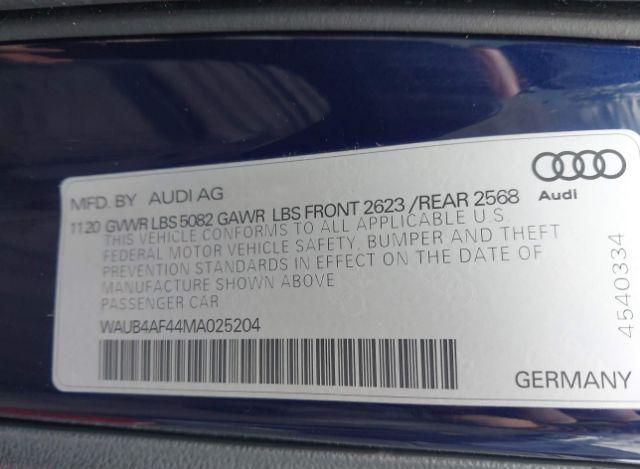 MFD. BY AUDI AG
Audi
1120 GVWR LBS 5082 GAWR LBS FRONT 2623 /REAR 2568
THIS VEHICLE CONFORMS TO ALL APPLICABLE U.S.
FEDERAL MOTOR VEHICLE SAFETY, BUMPER AND THEFT
PREVENTION STANDARDS IN EFFECT ON THE DATE OF
MANUFACTURE SHOWN ABOVE
PASSENGER CAR
WAUB4AF44MA025204
GERMANY
4540334